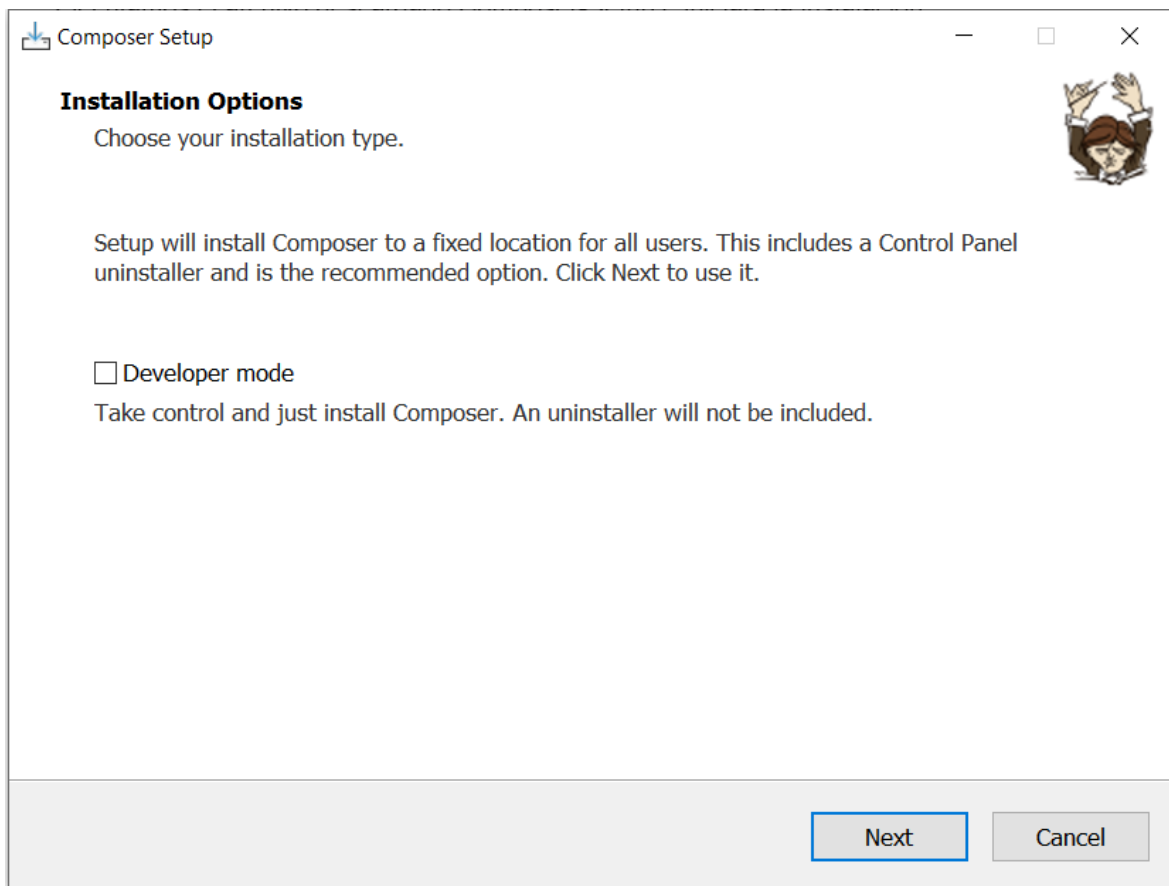 Composer Setup
Installation Options
Choose your installation type.
Setup will install Composer to a fixed location for all users. This includes a Control Panel
uninstaller and is the recommended option. Click Next to use it.
Developer mode
Take control and just install Composer. An uninstaller will not be included.
Next
Cancel